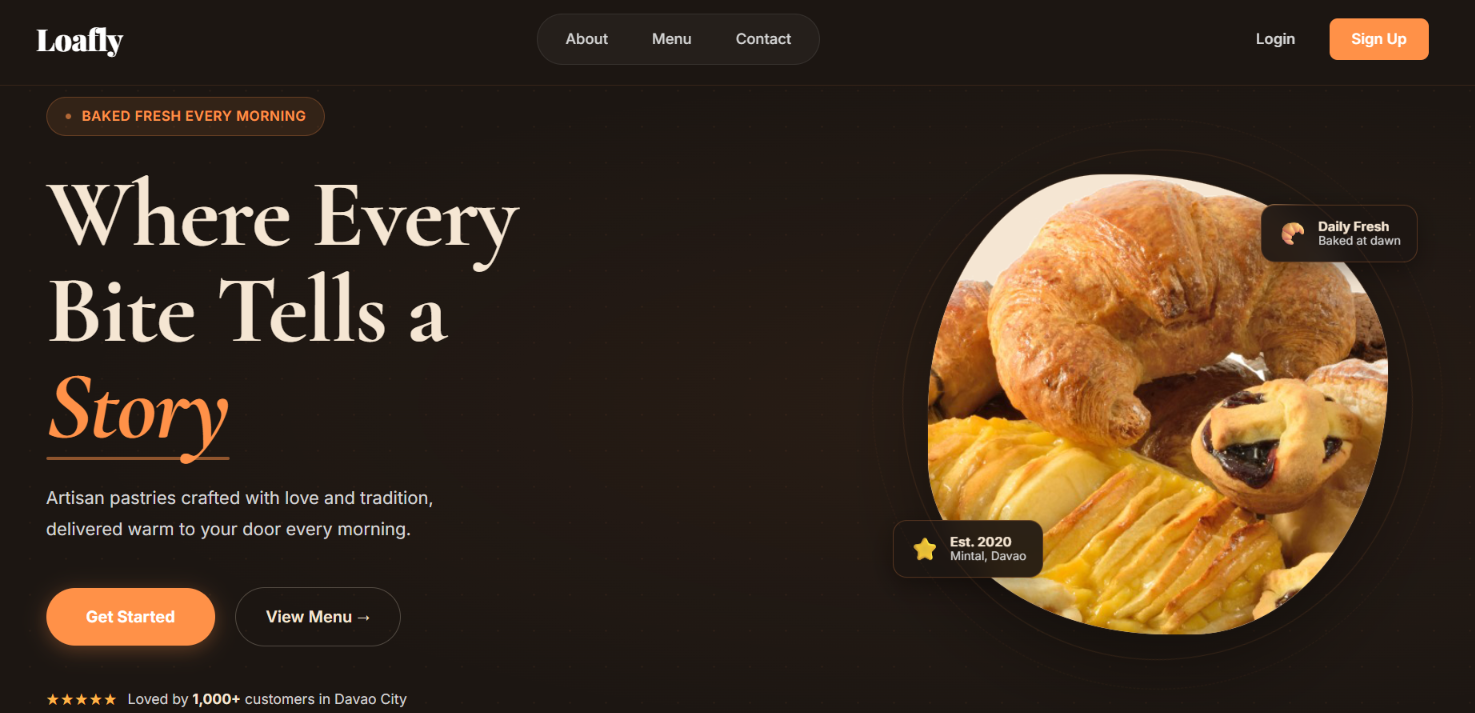 Loafly
About
Menu
Contact
Login
Sign Up
BAKED FRESH EVERY MORNING
Where Every
Bite Tells a
Story
Artisan pastries crafted with love and tradition,
delivered warm to your door every morning.
Get Started
View Menu →
★★★★★ Loved by 1,000+ customers in Davao City
Daily Fresh
Baked at dawn
Est. 2020
Mintal, Davao